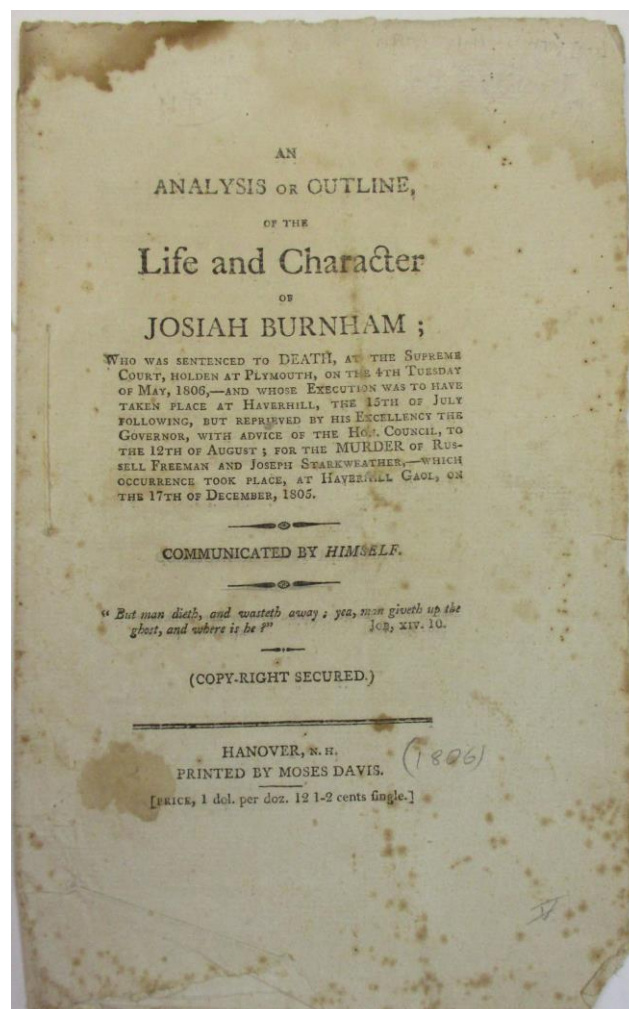 AN
ANALYSIS OR OUTLINE,
OF THE
Life and Character
OF
JOSIAH BURNHAM ;
WHO WAS SENTENCED TO DEATH, AT THE SUPREME
COURT, HOLDEN AT PLYMOUTH, ON THE 4TH TUESDAY
OF MAY, 1806,—AND WHOSE EXECUTION WAS TO HAVE
TAKEN PLACE AT HAVERHILL, THE 15TH OF JULY
FOLLOWING, BUT REPRIEVED BY HIS EXCELLENCY THE
GOVERNOR, WITH ADVICE OF THE HON. COUNCIL, TO
THE 12TH OF AUGUST ; FOR THE MURDER OF RUS-
SELL FREEMAN AND JOSEPH STARKWEATHER,—WHICH
OCCURRENCE TOOK PLACE, AT HAVERHILL GAOL, ON
THE 17TH OF DECEMBER, 1805.
COMMUNICATED BY HIMSELF.
“ But man dieth, and wasteth away ; yea, man giveth up the
ghost, and where is he ?” JOB, XIV. 10.
(COPY-RIGHT SECURED.)
HANOVER, N. H. (1806)
PRINTED BY MOSES DAVIS.
[PRICE, 1 dol. per doz. 12 1-2 cents ſingle.]